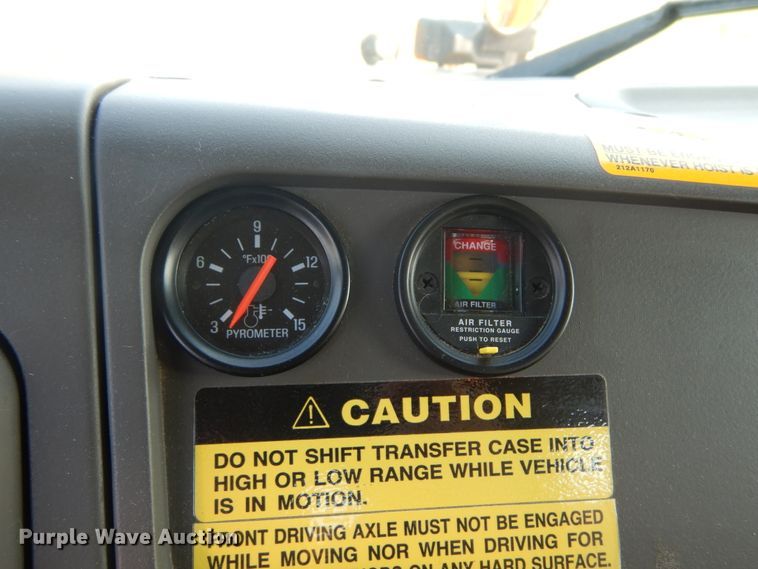 MUST BE
WHENEVER HOIST IS
212A1170
9
°Fx100
6
12
3
15
PYROMETER
CHANGE
AIR FILTER
AIR FILTER
RESTRICTION GAUGE
PUSH TO RESET
CAUTION
DO NOT SHIFT TRANSFER CASE INTO
HIGH OR LOW RANGE WHILE VEHICLE
IS IN MOTION.
FRONT DRIVING AXLE MUST NOT BE ENGAGED
WHILE MOVING NOR WHEN DRIVING FOR
ON ANY HARD SURFACE.
Purple Wave Auction